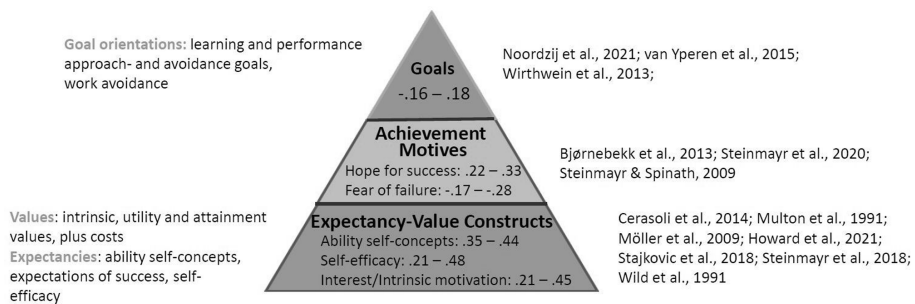 Goal orientations: learning and performance
approach- and avoidance goals,
work avoidance
Goals
-.16 – .18
Noordzij et al., 2021; van Yperen et al., 2015;
Wirthwein et al., 2013;
Achievement
Motives
Hope for success: .22 – .33
Fear of failure: -.17 – -.28
Bjørnebekk et al., 2013; Steinmayr et al., 2020;
Steinmayr & Spinath, 2009
Values: intrinsic, utility and attainment
values, plus costs
Expectancies: ability self-concepts,
expectations of success, self-
efficacy
Expectancy-Value Constructs
Ability self-concepts: .35 – .44
Self-efficacy: .21 – .48
Interest/Intrinsic motivation: .21 – .45
Cerasoli et al., 2014; Multon et al., 1991;
Möller et al., 2009; Howard et al., 2021;
Stajkovic et al., 2018; Steinmayr et al., 2018;
Wild et al., 1991